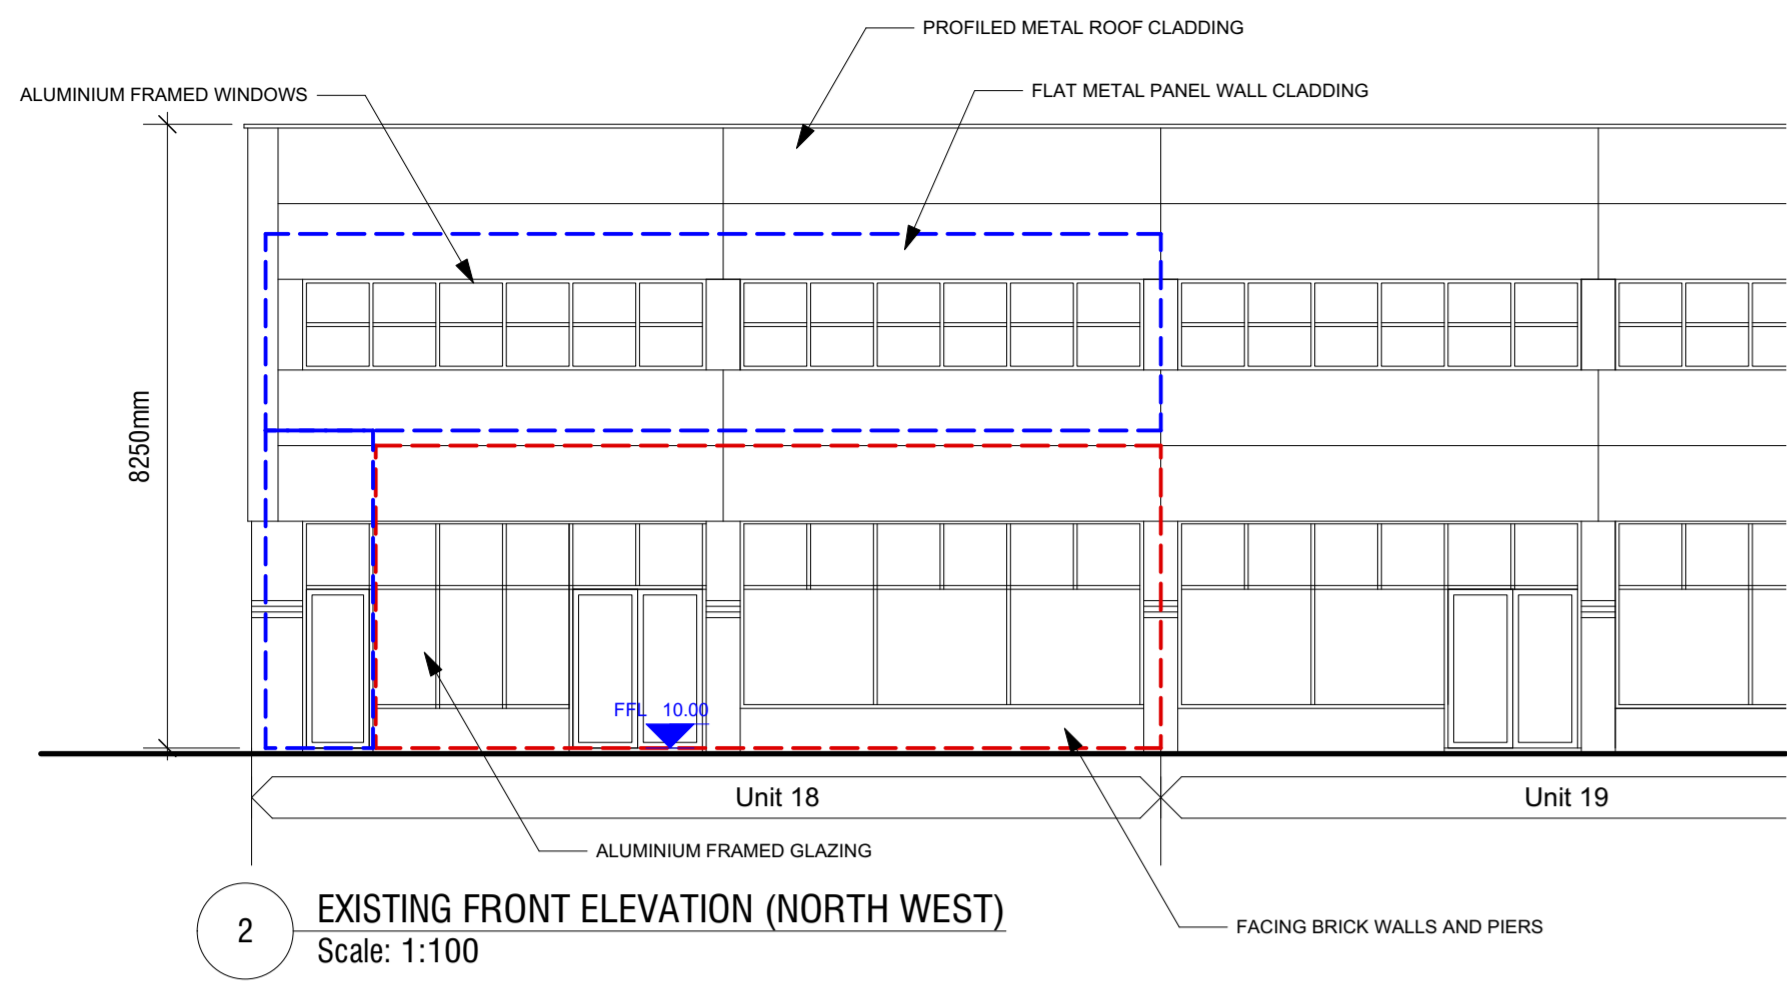 PROFILED METAL ROOF CLADDING
ALUMINIUM FRAMED WINDOWS
FLAT METAL PANEL WALL CLADDING
8250mm
FFL 10.00
Unit 18
Unit 19
ALUMINIUM FRAMED GLAZING
2
EXISTING FRONT ELEVATION (NORTH WEST)
Scale: 1:100
FACING BRICK WALLS AND PIERS